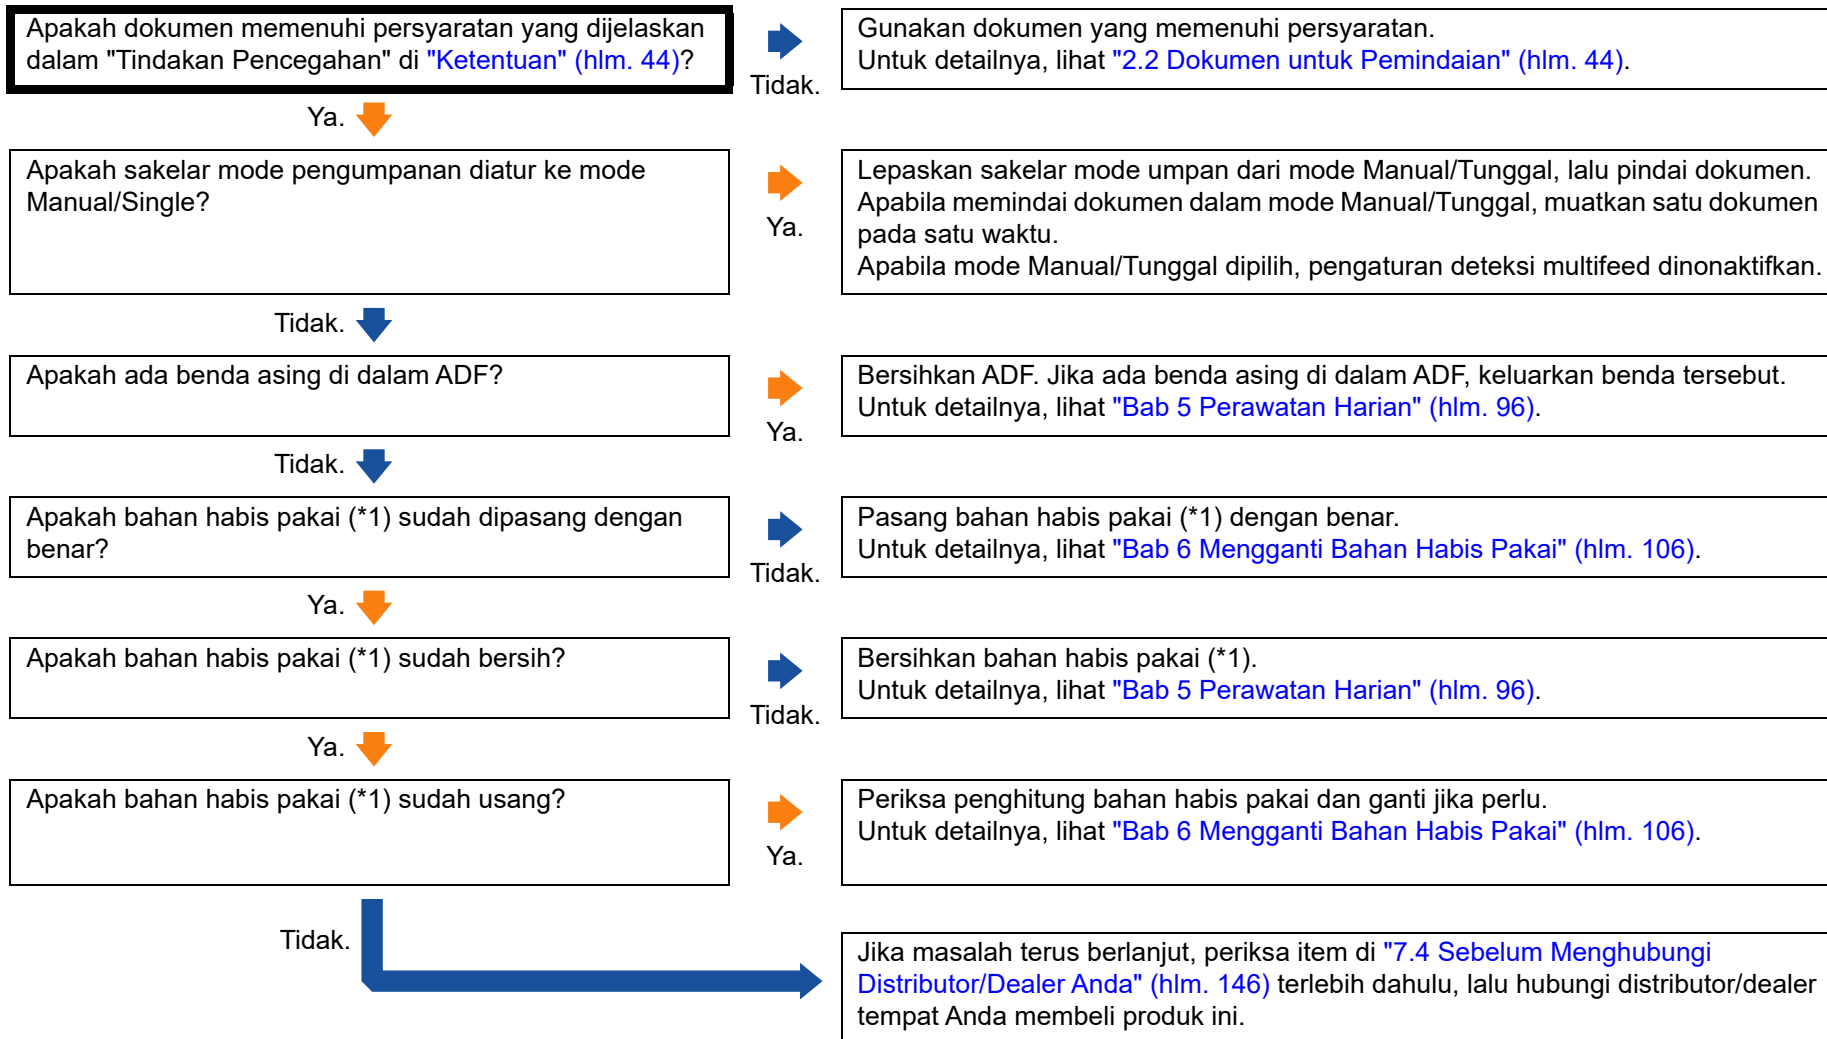 Apakah dokumen memenuhi persyaratan yang dijelaskan
dalam "Tindakan Pencegahan" di "Ketentuan" (hlm. 44)?
Tidak.
Gunakan dokumen yang memenuhi persyaratan.
Untuk detailnya, lihat "2.2 Dokumen untuk Pemindaian" (hlm. 44).
Ya.
Apakah sakelar mode pengumpanan diatur ke mode
Manual/Single?
Ya.
Lepaskan sakelar mode umpan dari mode Manual/Tunggal, lalu pindai dokumen.
Apabila memindai dokumen dalam mode Manual/Tunggal, muatkan satu dokumen
pada satu waktu.
Apabila mode Manual/Tunggal dipilih, pengaturan deteksi multifeed dinonaktifkan.
Tidak.
Apakah ada benda asing di dalam ADF?
Ya.
Bersihkan ADF. Jika ada benda asing di dalam ADF, keluarkan benda tersebut.
Untuk detailnya, lihat "Bab 5 Perawatan Harian" (hlm. 96).
Tidak.
Apakah bahan habis pakai (*1) sudah dipasang dengan
benar?
Tidak.
Pasang bahan habis pakai (*1) dengan benar.
Untuk detailnya, lihat "Bab 6 Mengganti Bahan Habis Pakai" (hlm. 106).
Ya.
Apakah bahan habis pakai (*1) sudah bersih?
Tidak.
Bersihkan bahan habis pakai (*1).
Untuk detailnya, lihat "Bab 5 Perawatan Harian" (hlm. 96).
Ya.
Apakah bahan habis pakai (*1) sudah usang?
Ya.
Periksa penghitung bahan habis pakai dan ganti jika perlu.
Untuk detailnya, lihat "Bab 6 Mengganti Bahan Habis Pakai" (hlm. 106).
Tidak.
Jika masalah terus berlanjut, periksa item di "7.4 Sebelum Menghubungi
Distributor/Dealer Anda" (hlm. 146) terlebih dahulu, lalu hubungi distributor/dealer
tempat Anda membeli produk ini.